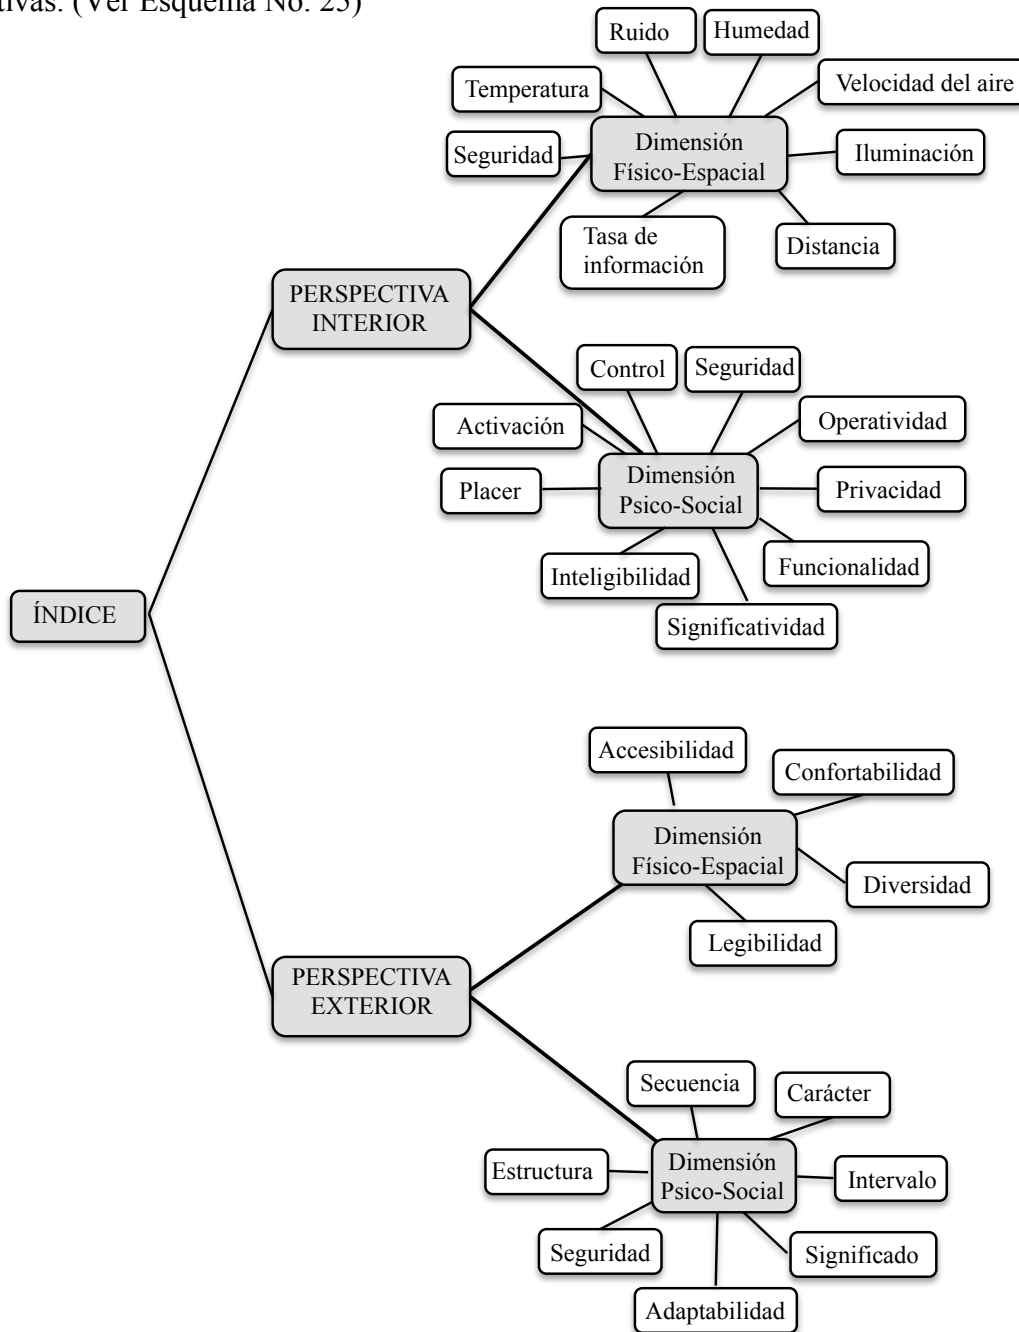 (Ver Esquema No. 25)
Ruido
Humedad
Temperatura
Velocidad del aire
Seguridad
Dimensión
Físico-Espacial
Iluminación
Tasa de
información
Distancia
PERSPECTIVA
INTERIOR
Control
Seguridad
Activación
Operatividad
Placer
Dimensión
Psico-Social
Privacidad
Inteligibilidad
Funcionalidad
Significatividad
ÍNDICE
Accesibilidad
Confortabilidad
Dimensión
Físico-Espacial
Diversidad
Legibilidad
PERSPECTIVA
EXTERIOR
Secuencia
Carácter
Estructura
Dimensión
Psico-Social
Intervalo
Seguridad
Significado
Adaptabilidad